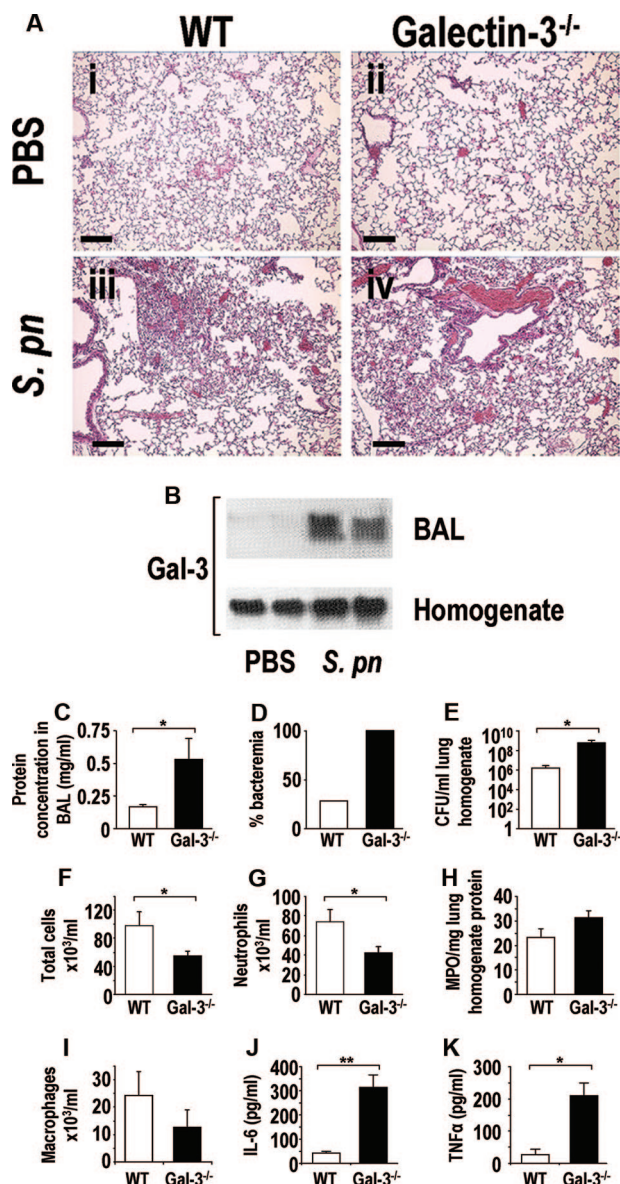 A
WT Galectin-3-/-
PBS
i
ii
S. pn
iii
iv
B
Gal-3
BAL
Homogenate
PBS S. pn
C
Protein
concentration in
BAL (mg/ml)
0.75
0.5
0.25
0
*
WT Gal-3-/-
D
% bacteremia
100
50
0
WT Gal-3-/-
E
CFU/ml lung
homogenate
10^10
10^8
10^6
10^4
10^2
1
*
WT Gal-3-/-
F
Total cells
x10^3/ml
120
80
40
0
*
WT Gal-3-/-
G
Neutrophils
x10^3/ml
100
80
60
40
20
0
*
WT Gal-3-/-
H
MPO/mg lung
homogenate protein
40
30
20
10
0
WT Gal-3-/-
I
Macrophages
x10^3/ml
30
20
10
0
WT Gal-3-/-
J
IL-6 (pg/ml)
400
300
200
100
0
**
WT Gal-3-/-
K
TNFα (pg/ml)
300
200
100
0
*
WT Gal-3-/-